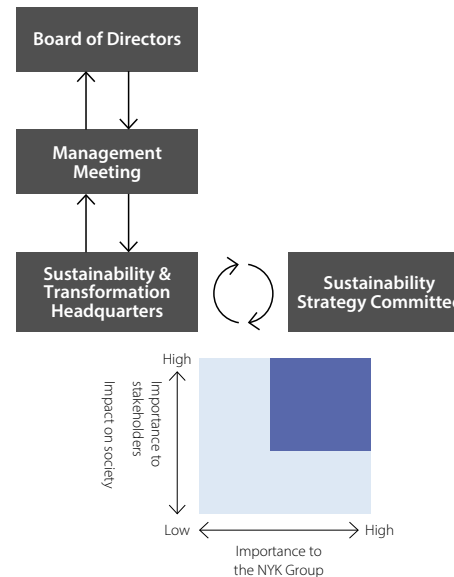 Board of Directors
Management
Meeting
Sustainability &
Transformation
Headquarters
Sustainability
Strategy Committe
High
Importance to
stakeholders
Impact on society
Low
High
Importance to
the NYK Group